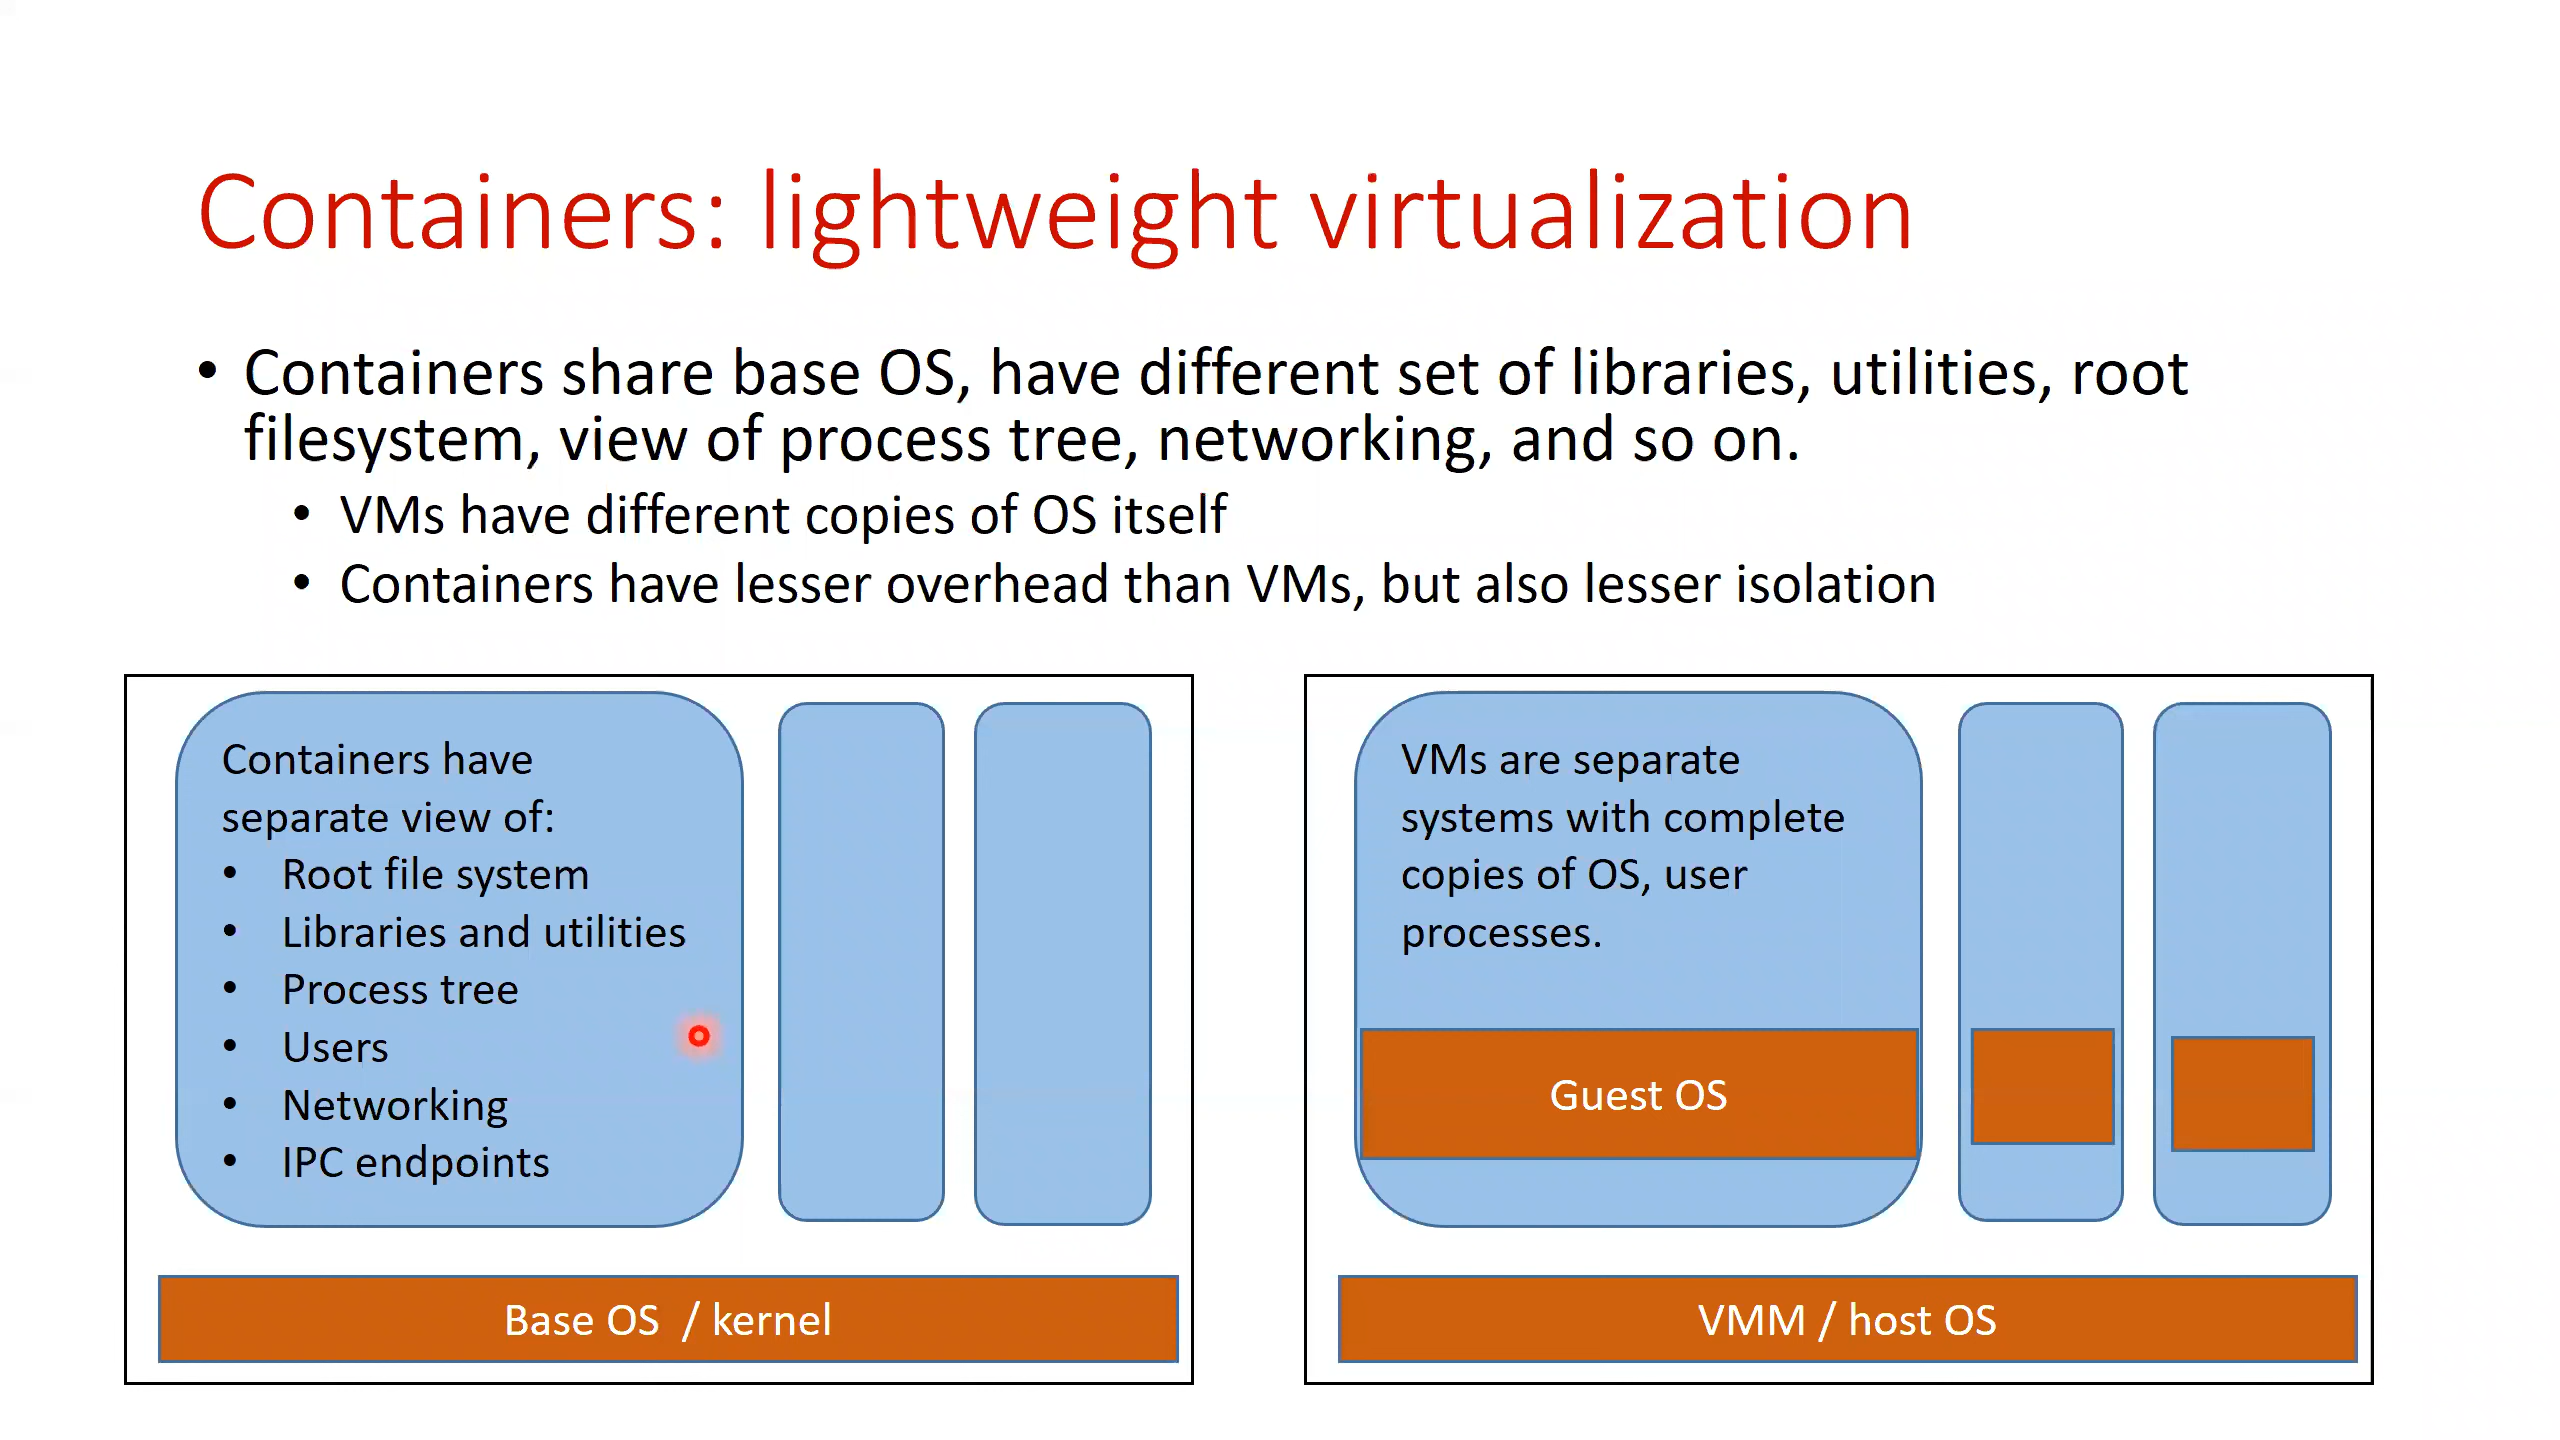 Containers: lightweight virtualization
• Containers share base OS, have different set of libraries, utilities, root
filesystem, view of process tree, networking, and so on.
• VMs have different copies of OS itself
• Containers have lesser overhead than VMs, but also lesser isolation
Containers have
separate view of:
• Root file system
• Libraries and utilities
• Process tree
• Users
• Networking
• IPC endpoints
Base OS / kernel
VMs are separate
systems with complete
copies of OS, user
processes.
Guest OS
VMM / host OS